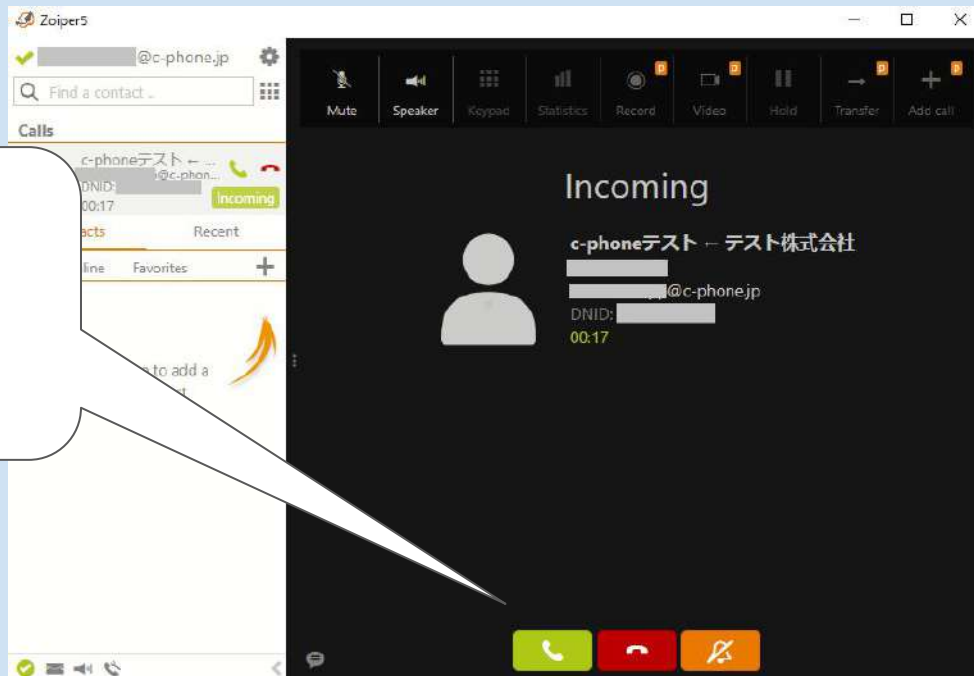 Zoiper5
@c-phone.jp
Find a contact ..
Mute
Speaker
Keypad
Statistics
Record
Video
Hold
Transfer
Add call
Calls
c-phoneテスト ← ...
@c-phon...
DNID:
00:17
Incoming
acts
Recent
line
Favorites
to add a
Incoming
c-phoneテスト ← テスト株式会社
@c-phone.jp
DNID:
00:17